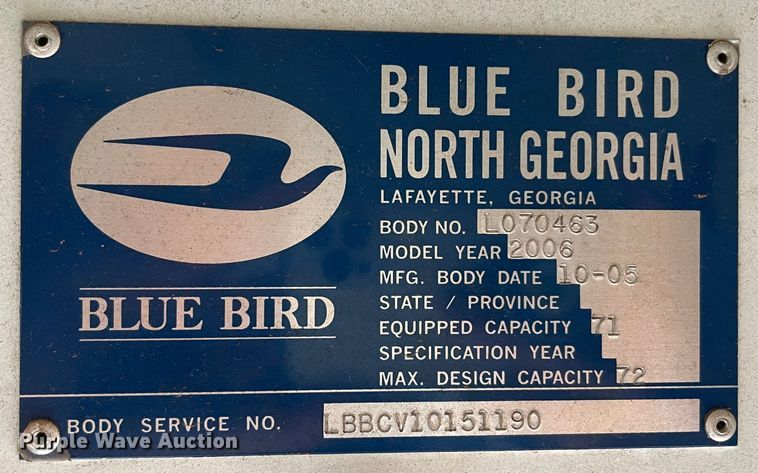 BLUE BIRD
NORTH GEORGIA
LAFAYETTE, GEORGIA
BODY NO. L070463
MODEL YEAR 2006
MFG. BODY DATE 10-05
STATE / PROVINCE
EQUIPPED CAPACITY 71
SPECIFICATION YEAR
MAX. DESIGN CAPACITY 72
BLUE BIRD
BODY SERVICE NO. LBBCV10151190
Purple Wave Auction